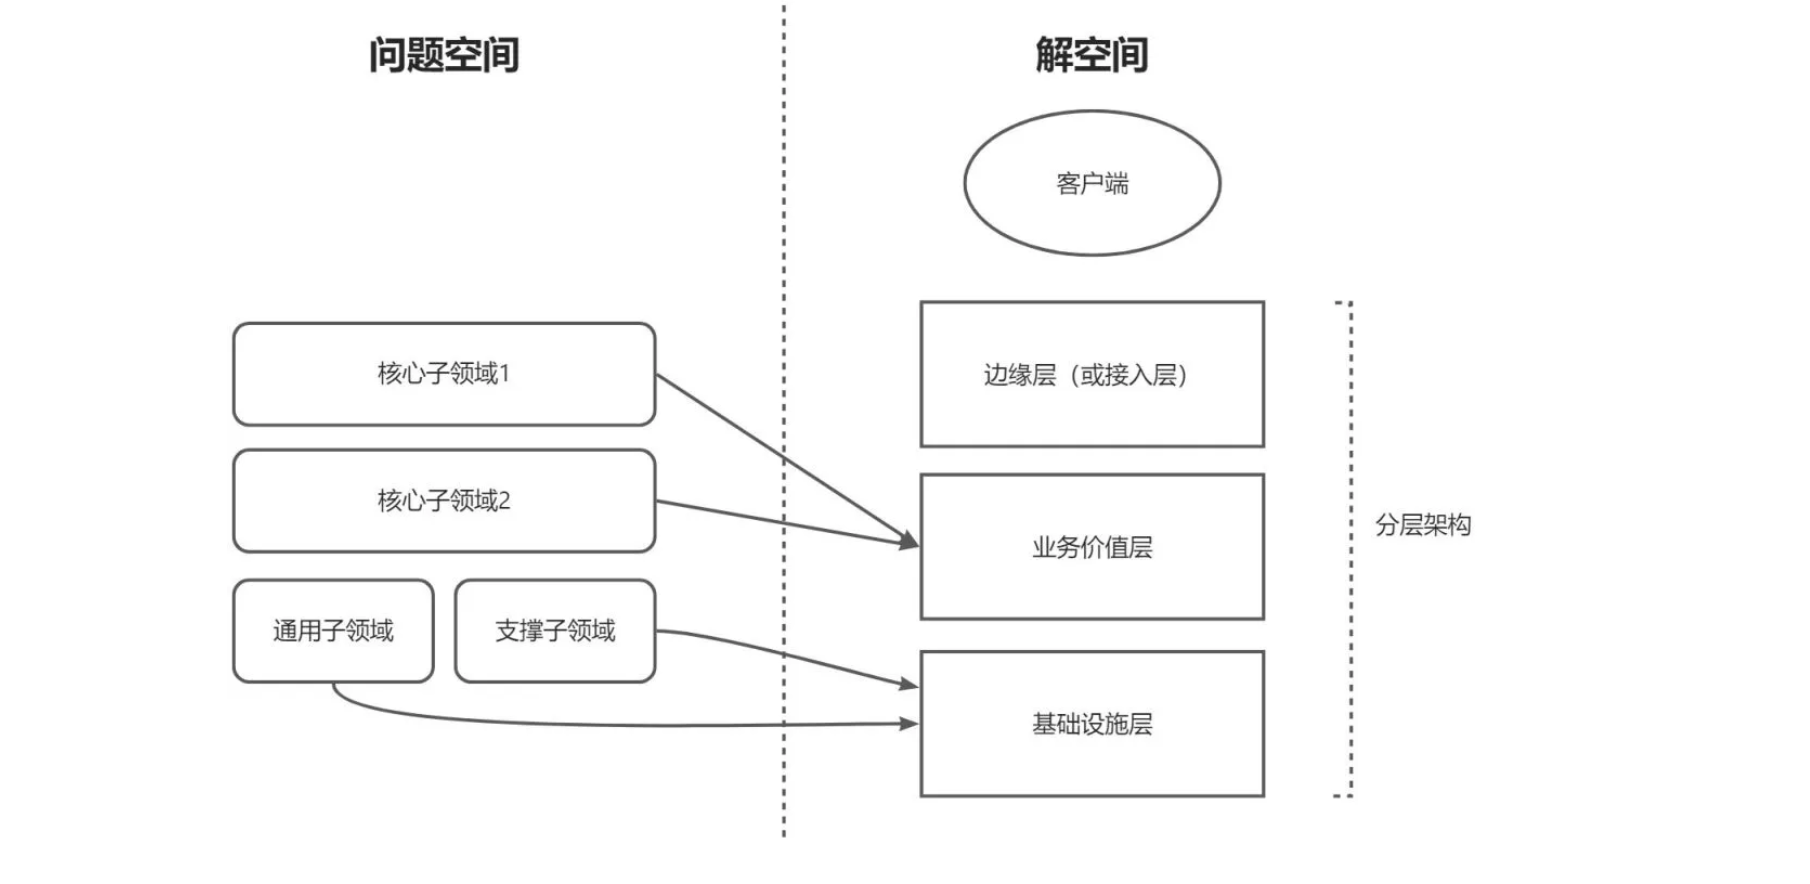 问题空间
解空间
客户端
核心子领域1
边缘层（或接入层）
核心子领域2
分层架构
业务价值层
通用子领域
支撑子领域
基础设施层